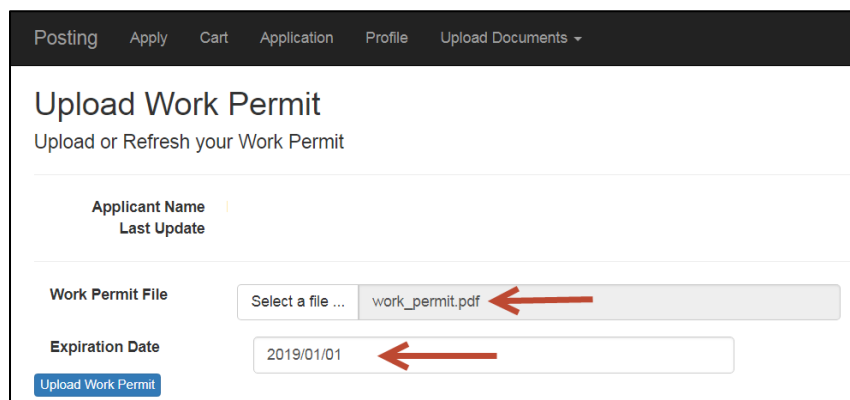 Posting Apply Cart Application Profile Upload Documents
Upload Work Permit
Upload or Refresh your Work Permit
Applicant Name
Last Update
Work Permit File Select a file ... work_permit.pdf
Expiration Date 2019/01/01
Upload Work Permit